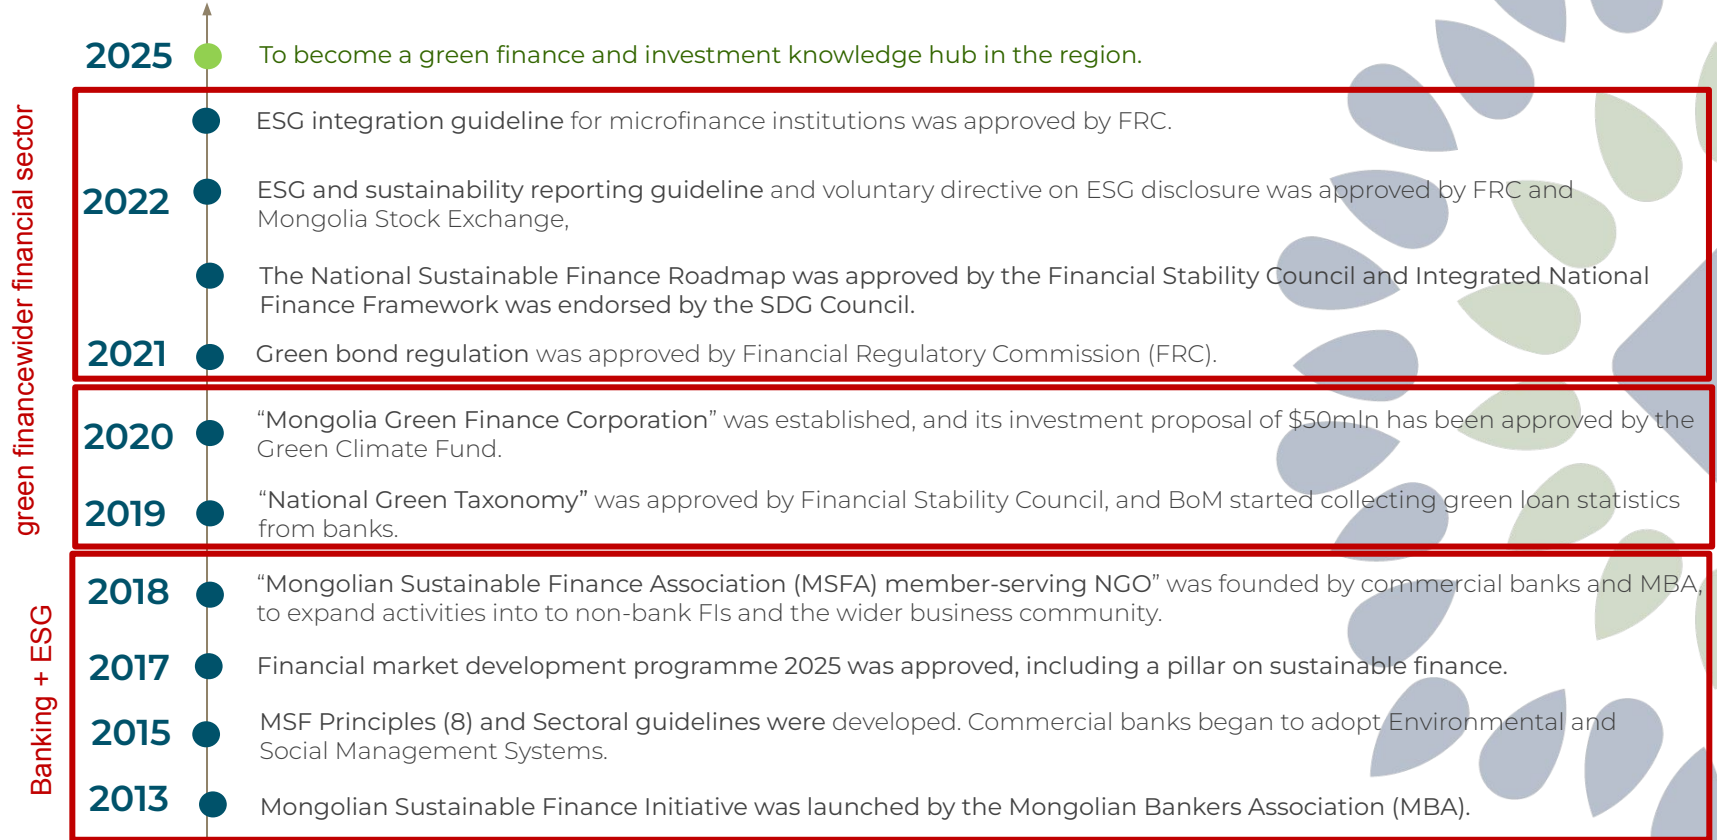 2025
To become a green finance and investment knowledge hub in the region.
ESG integration guideline for microfinance institutions was approved by FRC.
2022
ESG and sustainability reporting guideline and voluntary directive on ESG disclosure was approved by FRC and
Mongolia Stock Exchange,
The National Sustainable Finance Roadmap was approved by the Financial Stability Council and Integrated National
Finance Framework was endorsed by the SDG Council.
2021
Green bond regulation was approved by Financial Regulatory Commission (FRC).
wider financial sector
2020
“Mongolia Green Finance Corporation” was established, and its investment proposal of $50mln has been approved by the
Green Climate Fund.
2019
“National Green Taxonomy” was approved by Financial Stability Council, and BoM started collecting green loan statistics
from banks.
green finance
2018
“Mongolian Sustainable Finance Association (MSFA) member-serving NGO” was founded by commercial banks and MBA,
to expand activities into to non-bank FIs and the wider business community.
2017
Financial market development programme 2025 was approved, including a pillar on sustainable finance.
2015
MSF Principles (8) and Sectoral guidelines were developed. Commercial banks began to adopt Environmental and
Social Management Systems.
2013
Mongolian Sustainable Finance Initiative was launched by the Mongolian Bankers Association (MBA).
Banking + ESG